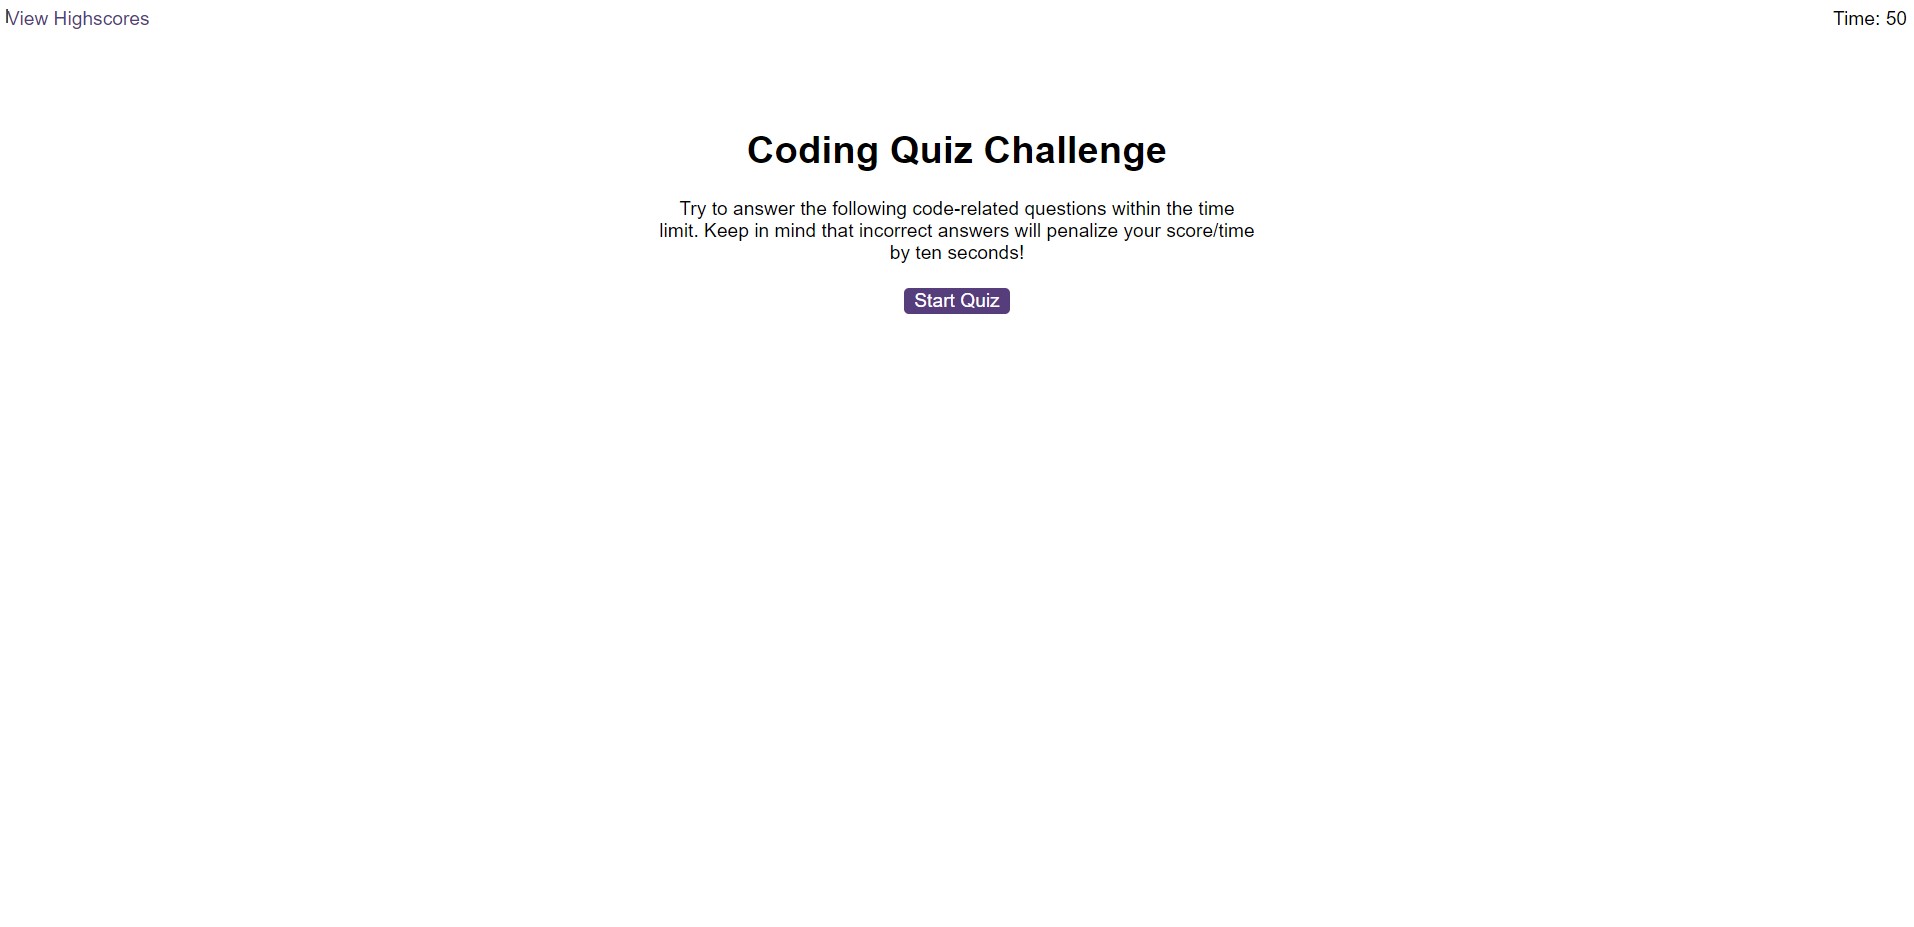 View Highscores
Time: 50
Coding Quiz Challenge
Try to answer the following code-related questions within the time
limit. Keep in mind that incorrect answers will penalize your score/time
by ten seconds!
Start Quiz